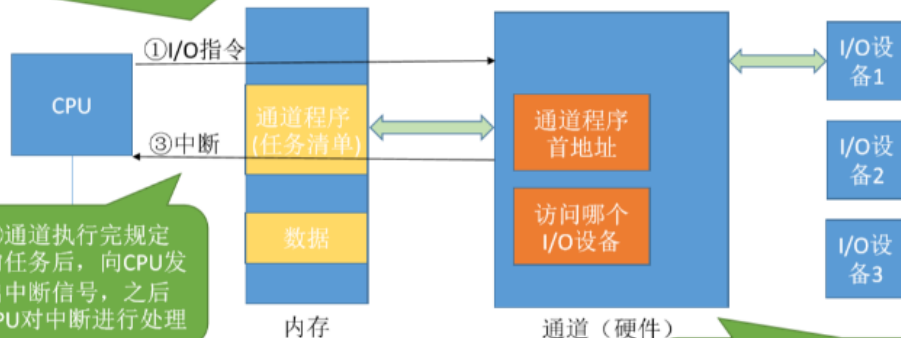 ①I/O指令
I/O设
备1
CPU
通道程序
(任务清单)
通道程序
首地址
③中断
I/O设
备2
访问哪个
I/O设备
数据
I/O设
备3
通道执行完规定
任务后，向CPU发
中断信号，之后
PU对中断进行处理
内存
通道（硬件）